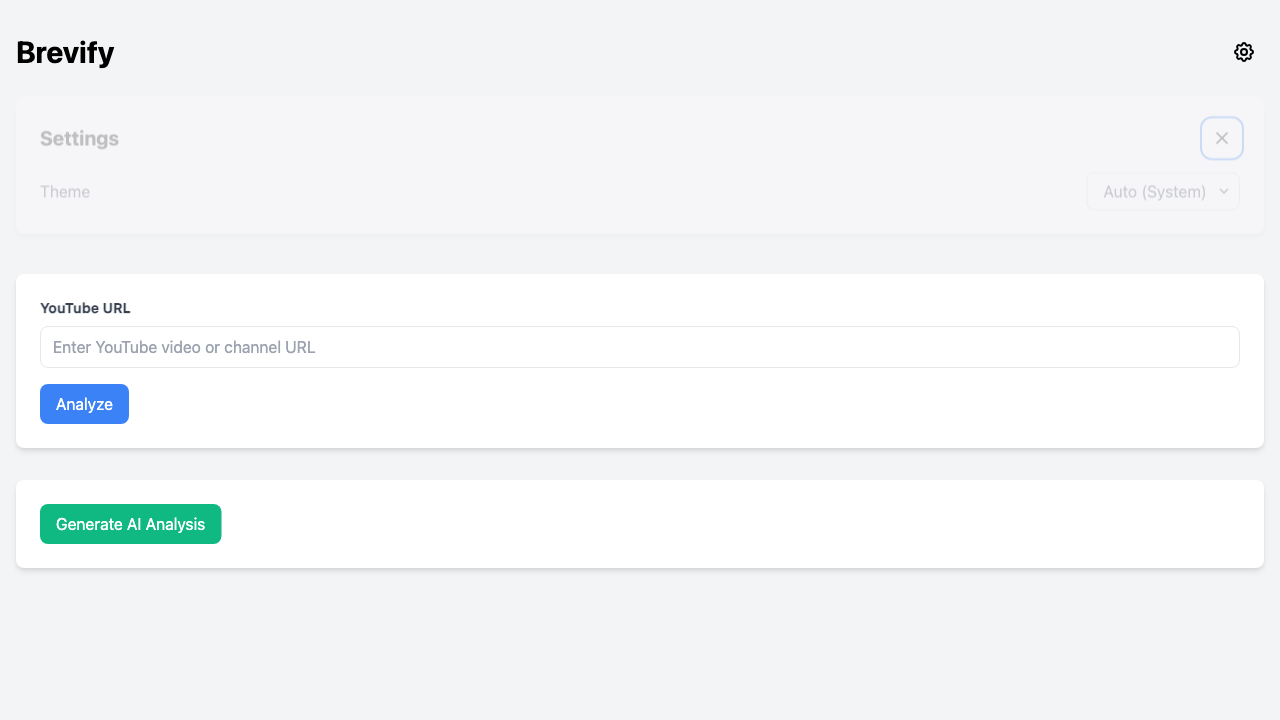 Brevify
Settings
Theme
Auto (System)
YouTube URL
Enter YouTube video or channel URL
Analyze
Generate AI Analysis